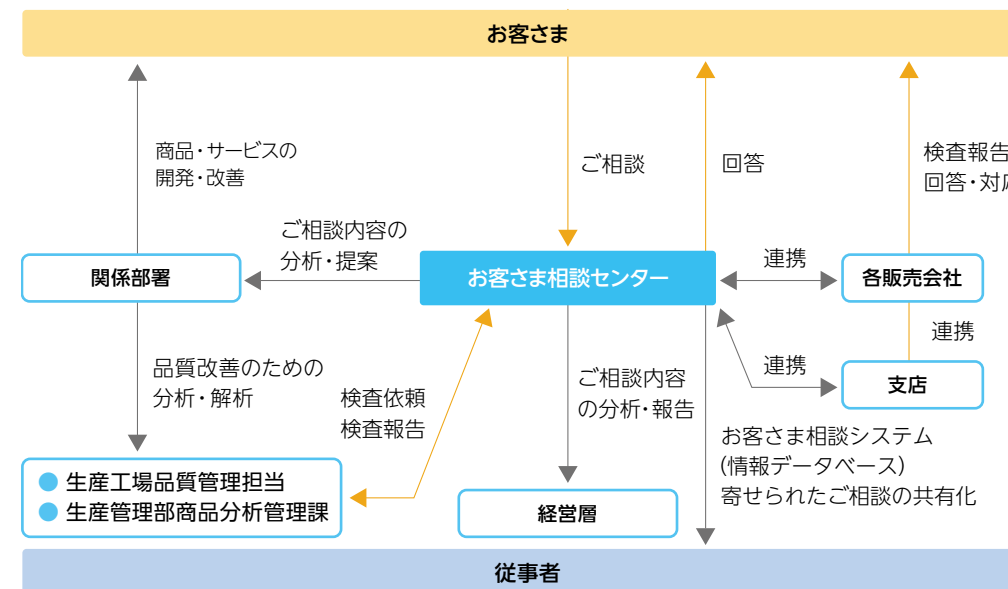 お客さま
商品・サービスの
開発・改善
ご相談
回答
検査報告
回答・対応
ご相談内容の
分析・提案
関係部署
お客さま相談センター
連携
各販売会社
連携
品質改善のための
分析・解析
検査依頼
検査報告
ご相談内容
の分析・報告
連携
支店
お客さま相談システム
(情報データベース)
寄せられたご相談の共有化
生産工場品質管理担当
生産管理部商品分析管理課
経営層
従事者